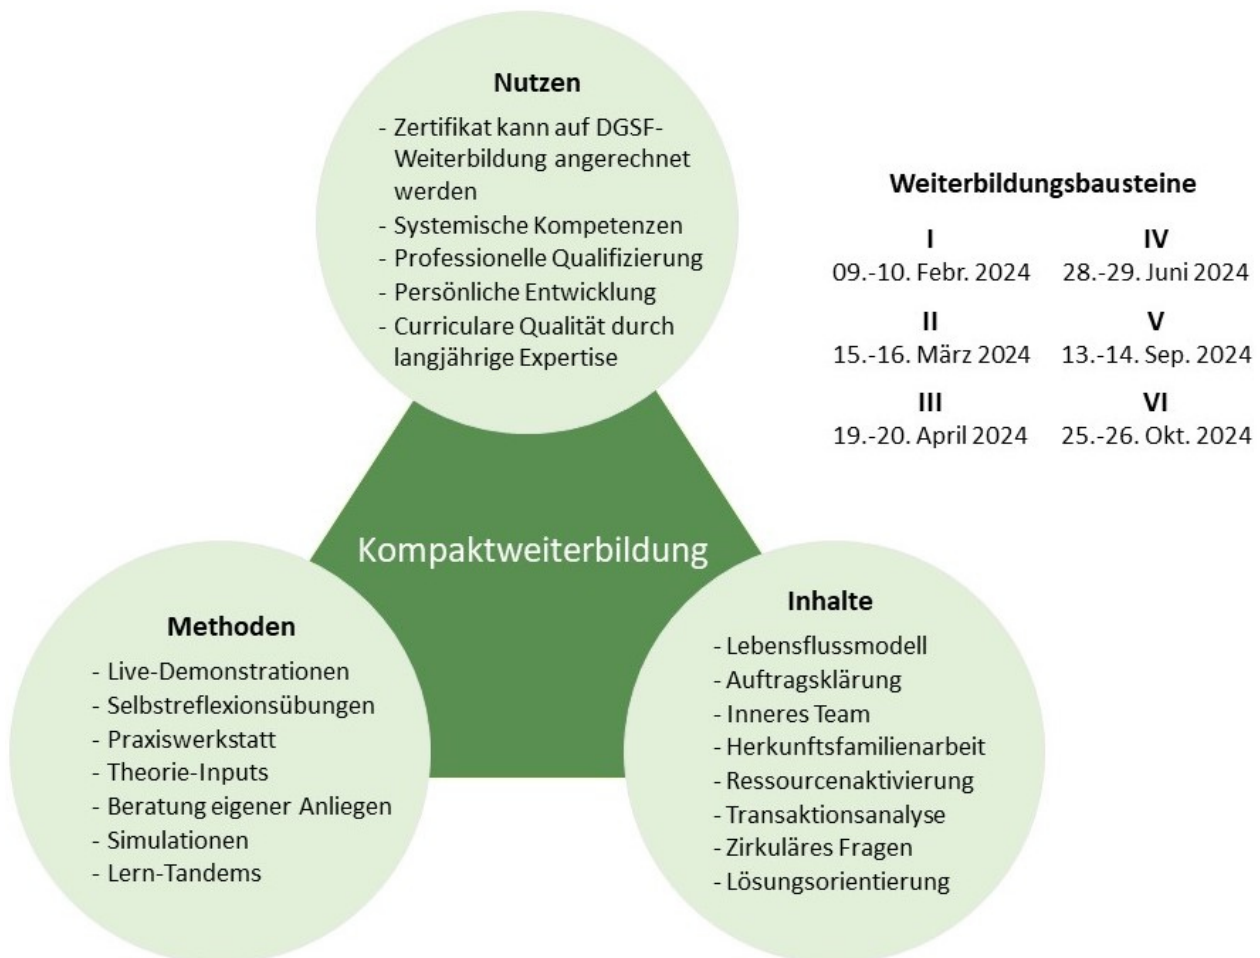 Nutzen
- Zertifikat kann auf DGSF-
Weiterbildung angerechnet
werden
- Systemische Kompetenzen
- Professionelle Qualifizierung
- Persönliche Entwicklung
- Curriculare Qualität durch
langjährige Expertise
Weiterbildungsbausteine
I IV
09.-10. Febr. 2024 28.-29. Juni 2024
II V
15.-16. März 2024 13.-14. Sep. 2024
III VI
19.-20. April 2024 25.-26. Okt. 2024
Kompaktweiterbildung
Methoden
- Live-Demonstrationen
- Selbstreflexionsübungen
- Praxiswerkstatt
- Theorie-Inputs
- Beratung eigener Anliegen
- Simulationen
- Lern-Tandems
Inhalte
- Lebensflussmodell
- Auftragsklärung
- Inneres Team
- Herkunftsfamilienarbeit
- Ressourcenaktivierung
- Transaktionsanalyse
- Zirkuläres Fragen
- Lösungsorientierung